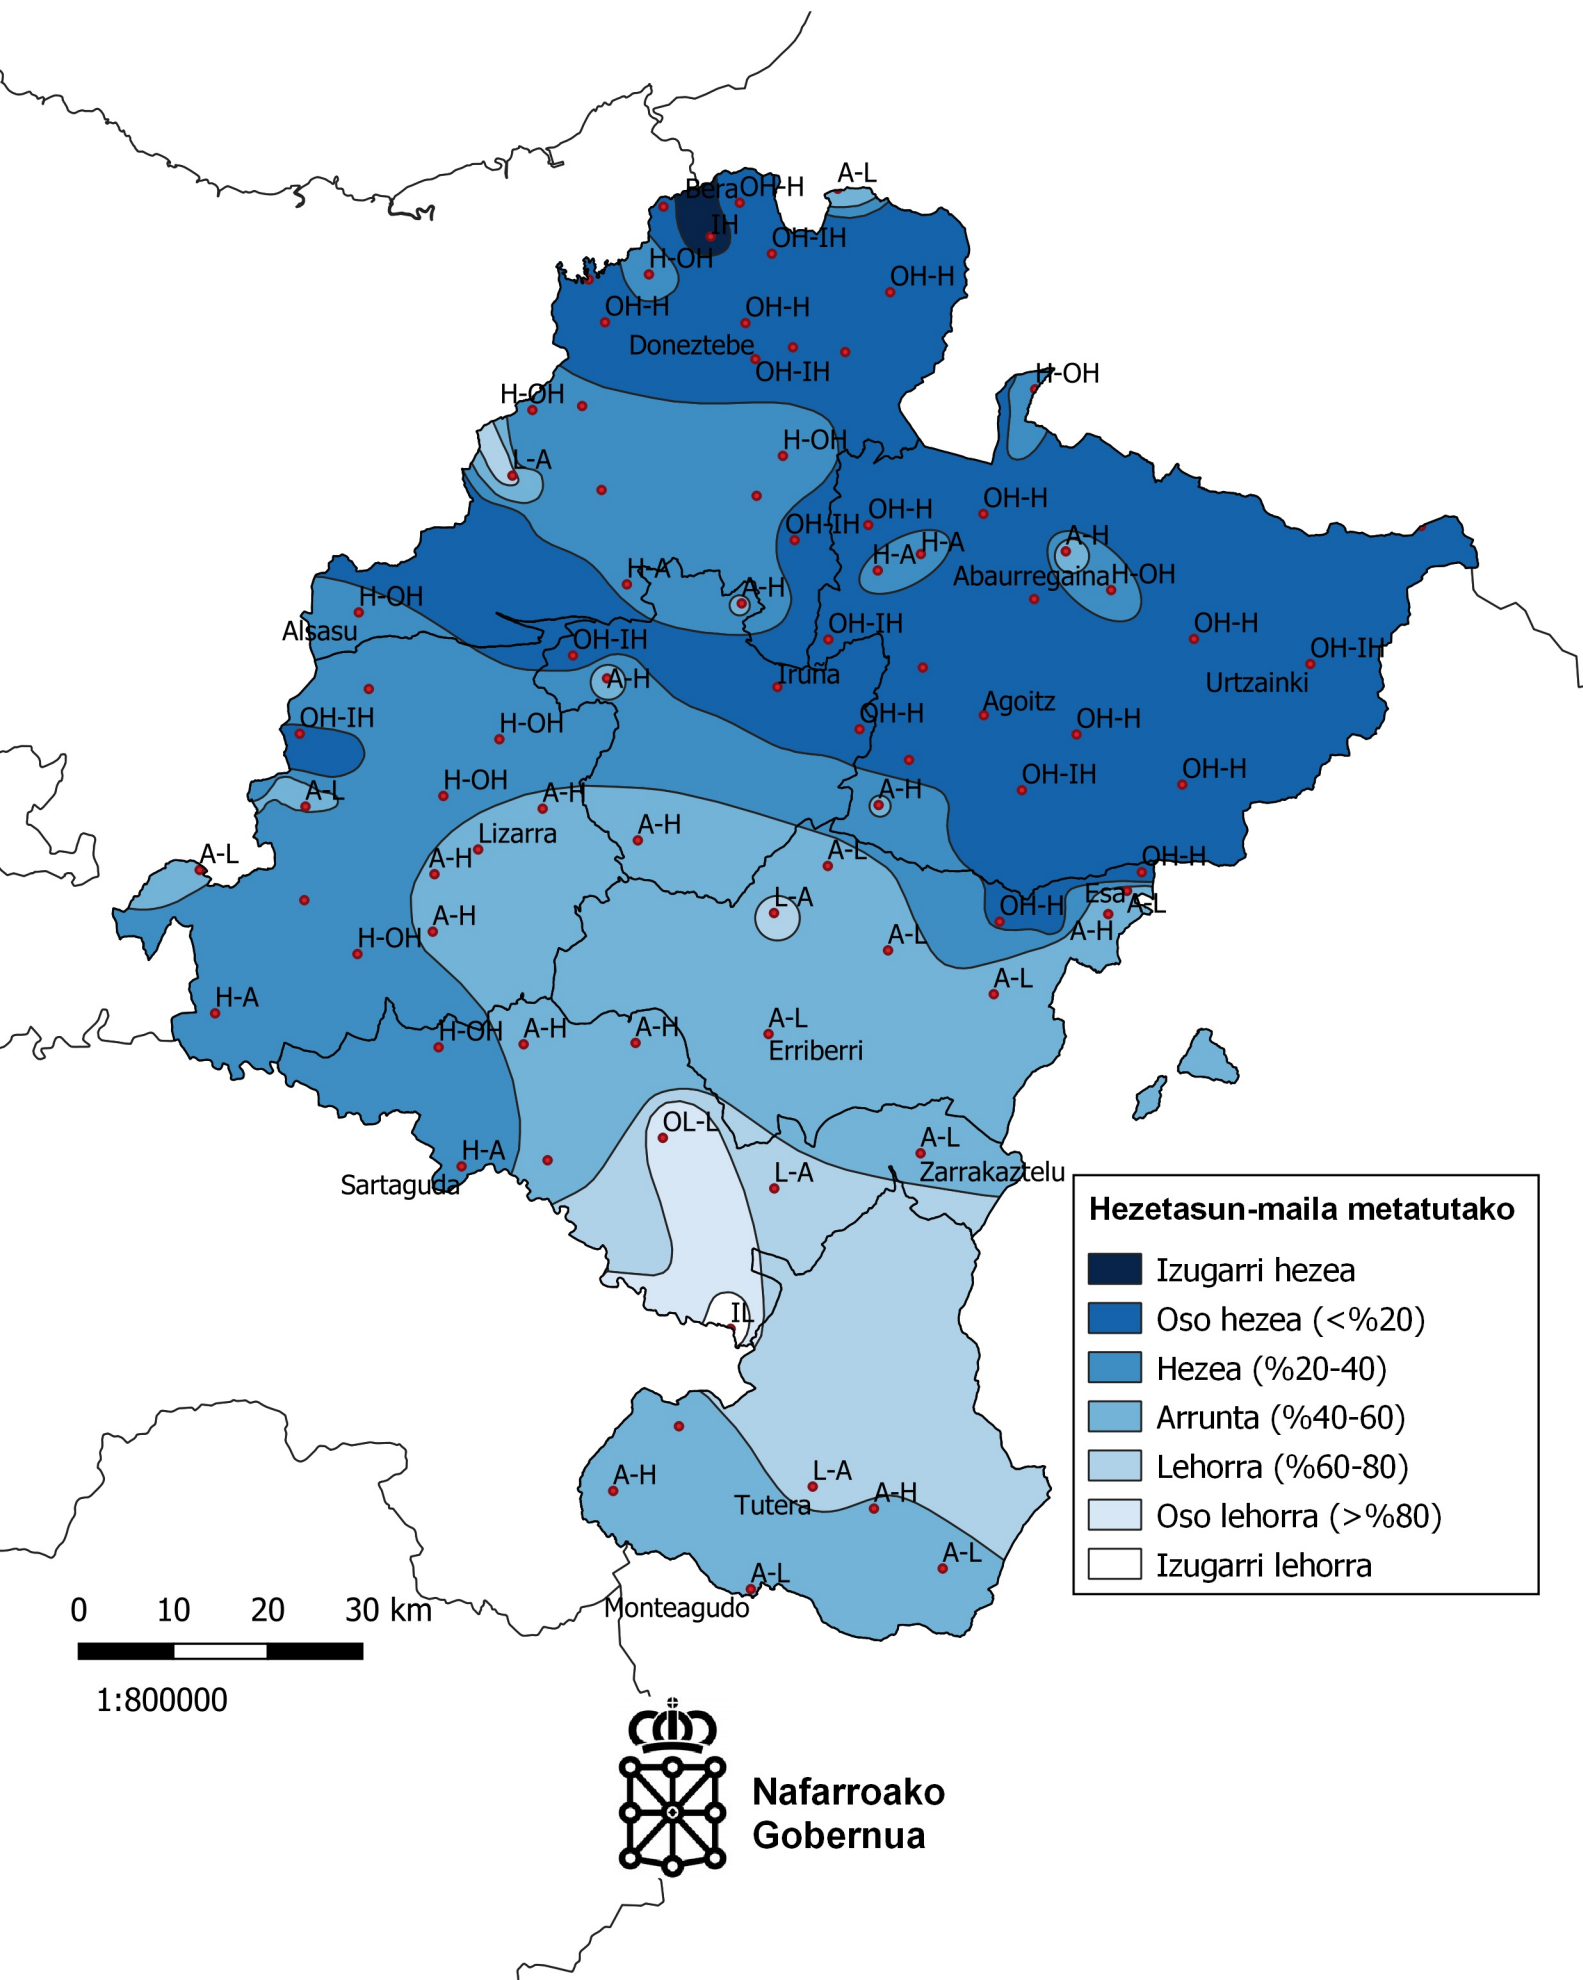 A-L
Bera
OH-H
IH
OH-IH
H-OH
OH-H
OH-H
OH-H
Doneztebe
OH-IH
H-OH
H-OH
H-OH
L-A
OH-H
OH-H
OH-IH
A-H
H-A
H-A
H-A
Abaurregaina
H-OH
A-H
H-OH
Alsasu
OH-IH
OH-H
OH-IH
OH-IH
Iruña
A-H
Urtzainki
Agoitz
OH-IH
H-OH
OH-H
OH-H
H-OH
OH-IH
OH-H
A-L
A-H
A-H
Lizarra
A-H
A-L
A-L
A-H
OH-H
L-A
OH-H
Esa
A-L
A-H
A-H
H-OH
A-L
A-L
H-A
A-L
H-OH
A-H
A-H
Erriberri
OL-L
A-L
H-A
Zarrakaztelu
L-A
Sartaguda
IL
L-A
A-H
A-H
Tutera
A-L
A-L
Monteagudo
Hezetasun-maila metatutako
Izugarri hezea
Oso hezea (<%20)
Hezea (%20-40)
Arrunta (%40-60)
Lehorra (%60-80)
Oso lehorra (>%80)
Izugarri lehorra
0 10 20 30 km
1:800000
Nafarroako
Gobernua